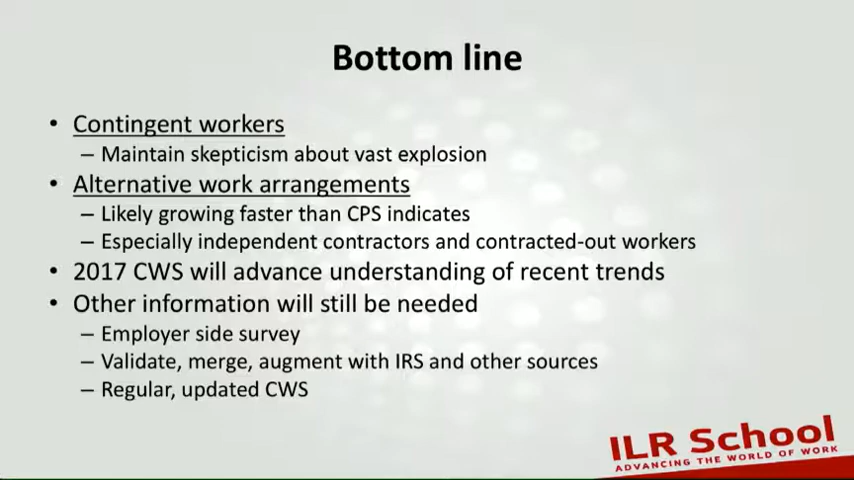 Bottom line
• Contingent workers
– Maintain skepticism about vast explosion
• Alternative work arrangements
– Likely growing faster than CPS indicates
– Especially independent contractors and contracted-out workers
• 2017 CWS will advance understanding of recent trends
• Other information will still be needed
– Employer side survey
– Validate, merge, augment with IRS and other sources
– Regular, updated CWS
ILR School
ADVANCING THE WORLD OF WORK